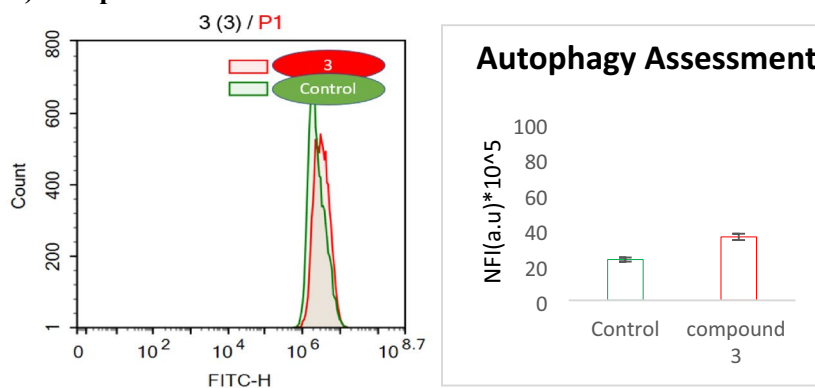 3 (3) / P1
800
600
400
200
1
Count
3
Control
0
10^2
10^4
10^6
10^8.7
FITC-H
Autophagy Assessment
NFI(a.u)*10^5
100
80
60
40
20
0
Control
compound
3